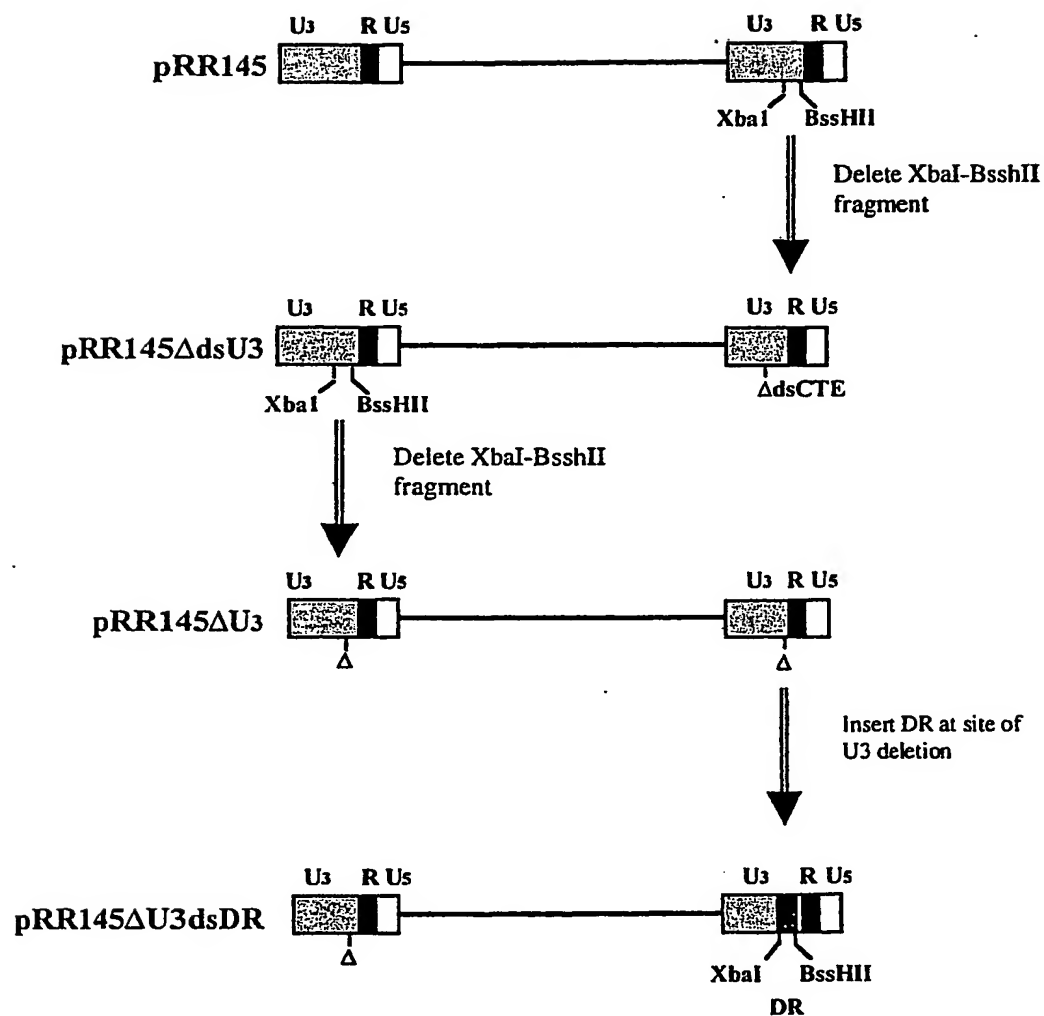 U3 R U5 U3 R U5
pRR145
XbaI BssHII
Delete XbaI-BsshII
fragment
U3 R U5 U3 R U5
pRR145ΔdsU3
ΔdsCTE
XbaI BssHII
Delete XbaI-BsshII
fragment
U3 R U5 U3 R U5
pRR145ΔU3
Δ Δ
Insert DR at site of
U3 deletion
U3 R U5 U3 R U5
pRR145ΔU3dsDR
Δ
XbaI BssHII
DR